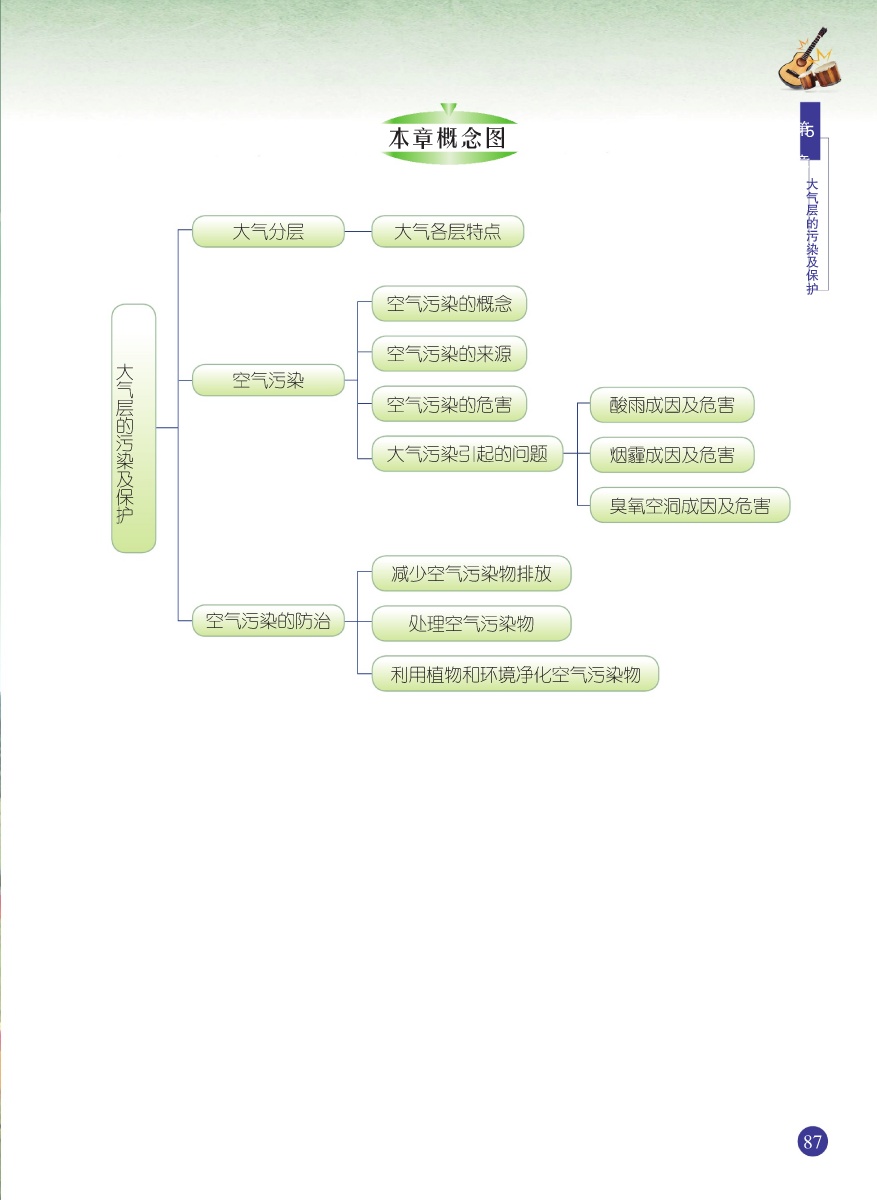 本章概念图
第5章
大气层的污染及保护
大气层的污染及保护
大气分层
大气各层特点
空气污染
空气污染的概念
空气污染的来源
空气污染的危害
大气污染引起的问题
酸雨成因及危害
烟霾成因及危害
臭氧空洞成因及危害
空气污染的防治
减少空气污染物排放
处理空气污染物
利用植物和环境净化空气污染物
87